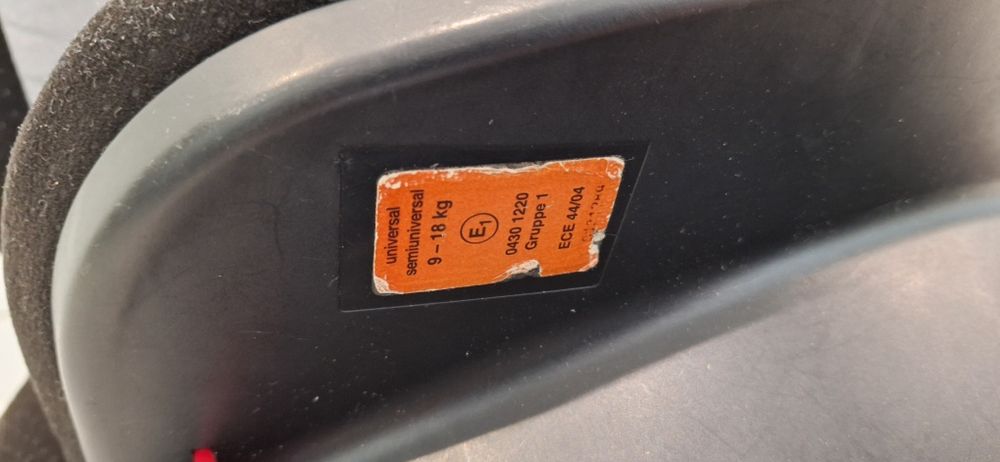 universal
semiuniversal
9 – 18 kg
E1
0430 1220
Gruppe 1
ECE 44/04